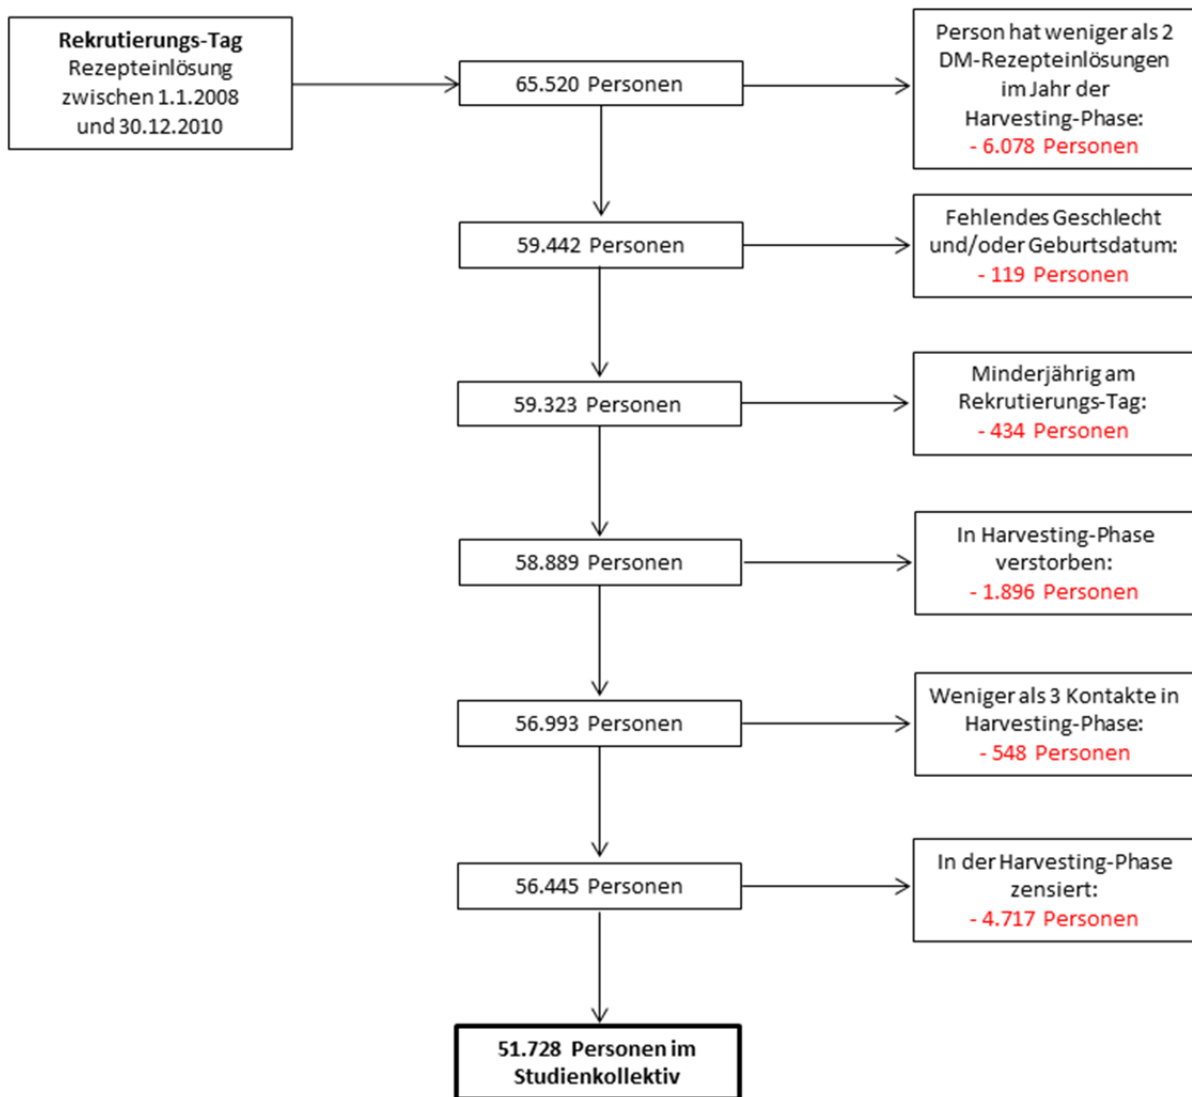 Rekrutierungs-Tag
Rezepteinlösung
zwischen 1.1.2008
und 30.12.2010
65.520 Personen
Person hat weniger als 2
DM-Rezepteinlösungen
im Jahr der
Harvesting-Phase:
- 6.078 Personen
59.442 Personen
Fehlendes Geschlecht
und/oder Geburtsdatum:
- 119 Personen
59.323 Personen
Minderjährig am
Rekrutierungs-Tag:
- 434 Personen
58.889 Personen
In Harvesting-Phase
verstorben:
- 1.896 Personen
56.993 Personen
Weniger als 3 Kontakte in
Harvesting-Phase:
- 548 Personen
56.445 Personen
In der Harvesting-Phase
zensiert:
- 4.717 Personen
51.728 Personen im
Studienkollektiv